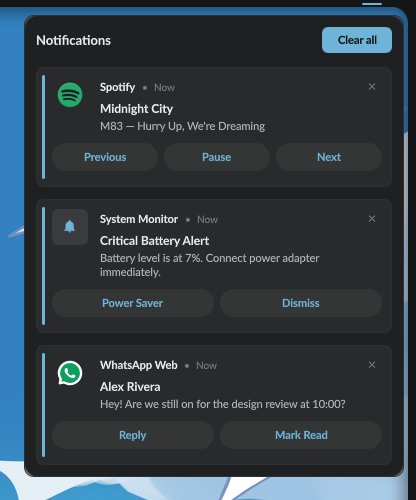 Notifications
Clear all
Spotify • Now
Midnight City
M83 — Hurry Up, We're Dreaming
Previous
Pause
Next
System Monitor • Now
Critical Battery Alert
Battery level is at 7%. Connect power adapter
immediately.
Power Saver
Dismiss
WhatsApp Web • Now
Alex Rivera
Hey! Are we still on for the design review at 10:00?
Reply
Mark Read